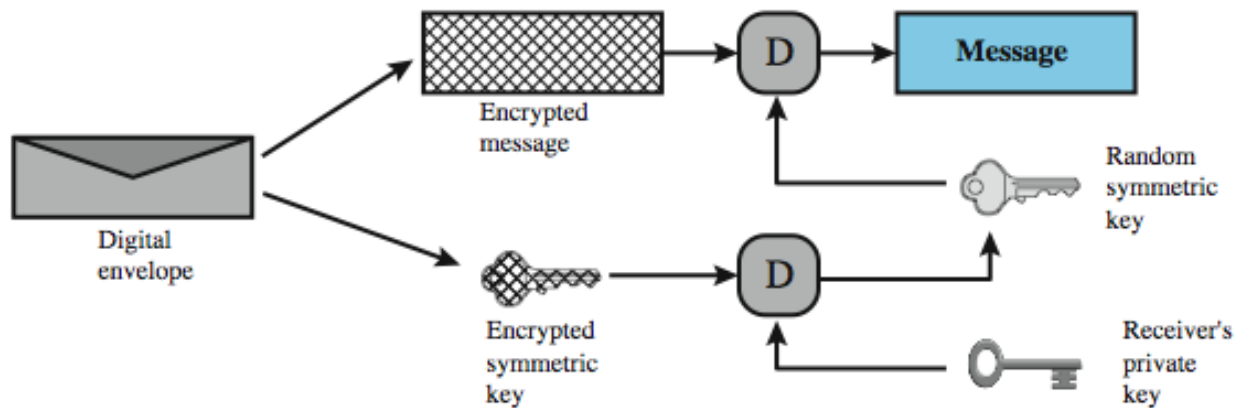 D
Message
Encrypted
message
Random
symmetric
key
Digital
envelope
D
Encrypted
symmetric
key
Receiver's
private
key